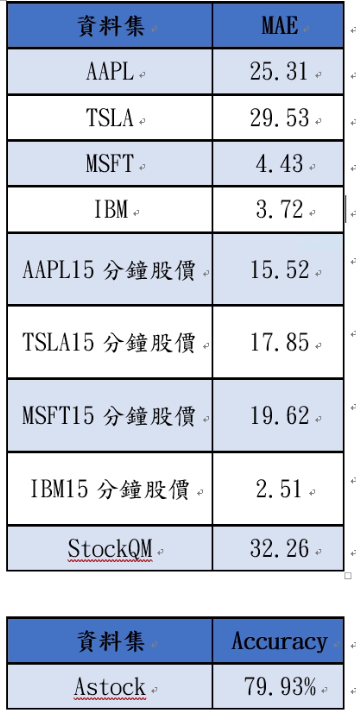 資料集 MAE
AAPL 25.31
TSLA 29.53
MSFT 4.43
IBM 3.72
AAPL15 分鐘股價 15.52
TSLA15 分鐘股價 17.85
MSFT15 分鐘股價 19.62
IBM15 分鐘股價 2.51
StockQM 32.26
資料集 Accuracy
Astock 79.93%